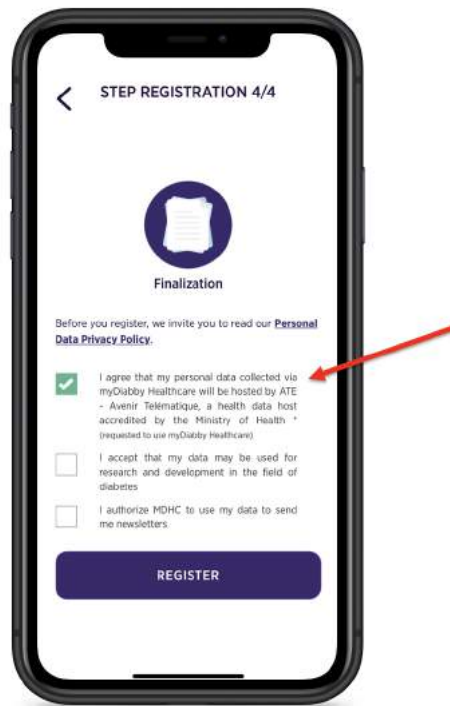 STEP REGISTRATION 4/4
Finalization
Before you register, we invite you to read our Personal
Data Privacy Policy.
I agree that my personal data collected via
myDiabby Healthcare will be hosted by ATE
- Avenir Télématique, a health data host
accredited by the Ministry of Health *
(requested to use myDiabby Healthcare)
I accept that my data may be used for
research and development in the field of
diabetes
I authorize MDHC to use my data to send
me newsletters
REGISTER